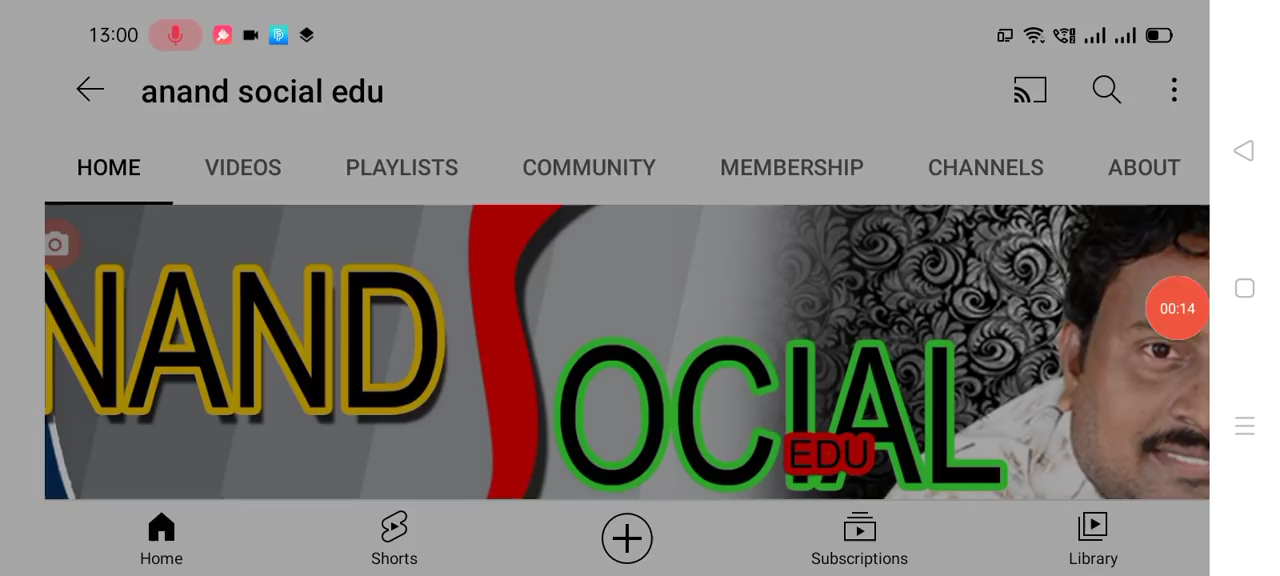 13:00
anand social edu
HOME VIDEOS PLAYLISTS COMMUNITY MEMBERSHIP CHANNELS ABOUT
NAND SOCIAL
EDU
00:14
Home Shorts Subscriptions Library